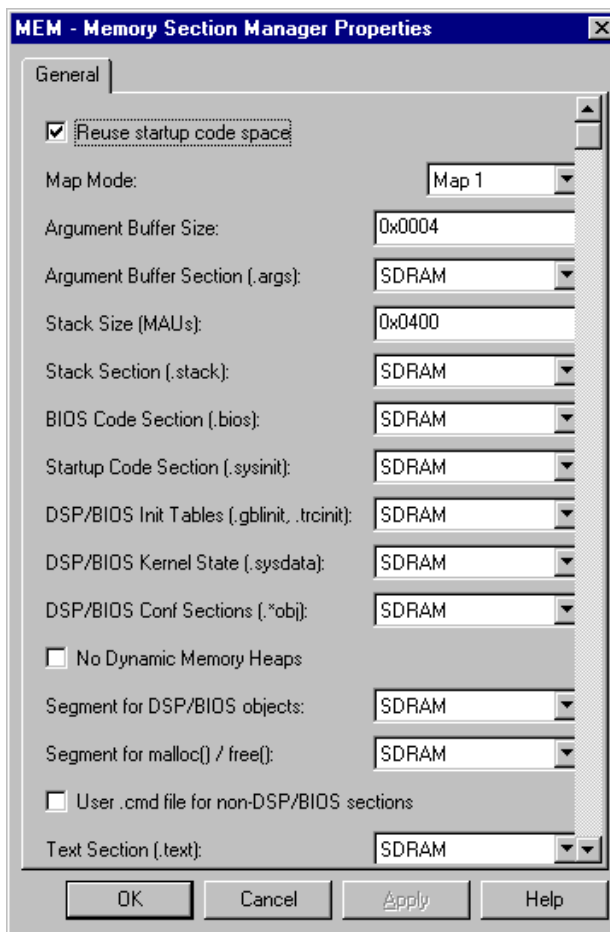 MEM - Memory Section Manager Properties
General
Reuse startup code space
Map Mode: Map 1
Argument Buffer Size: 0x0004
Argument Buffer Section (.args): SDRAM
Stack Size (MAUs): 0x0400
Stack Section (.stack): SDRAM
BIOS Code Section (.bios): SDRAM
Startup Code Section (.sysinit): SDRAM
DSP/BIOS Init Tables (.gblinit, .trcinit): SDRAM
DSP/BIOS Kernel State (.sysdata): SDRAM
DSP/BIOS Conf Sections (.*obj): SDRAM
No Dynamic Memory Heaps
Segment for DSP/BIOS objects: SDRAM
Segment for malloc() / free(): SDRAM
User .cmd file for non-DSP/BIOS sections
Text Section (.text): SDRAM
OK Cancel Apply Help